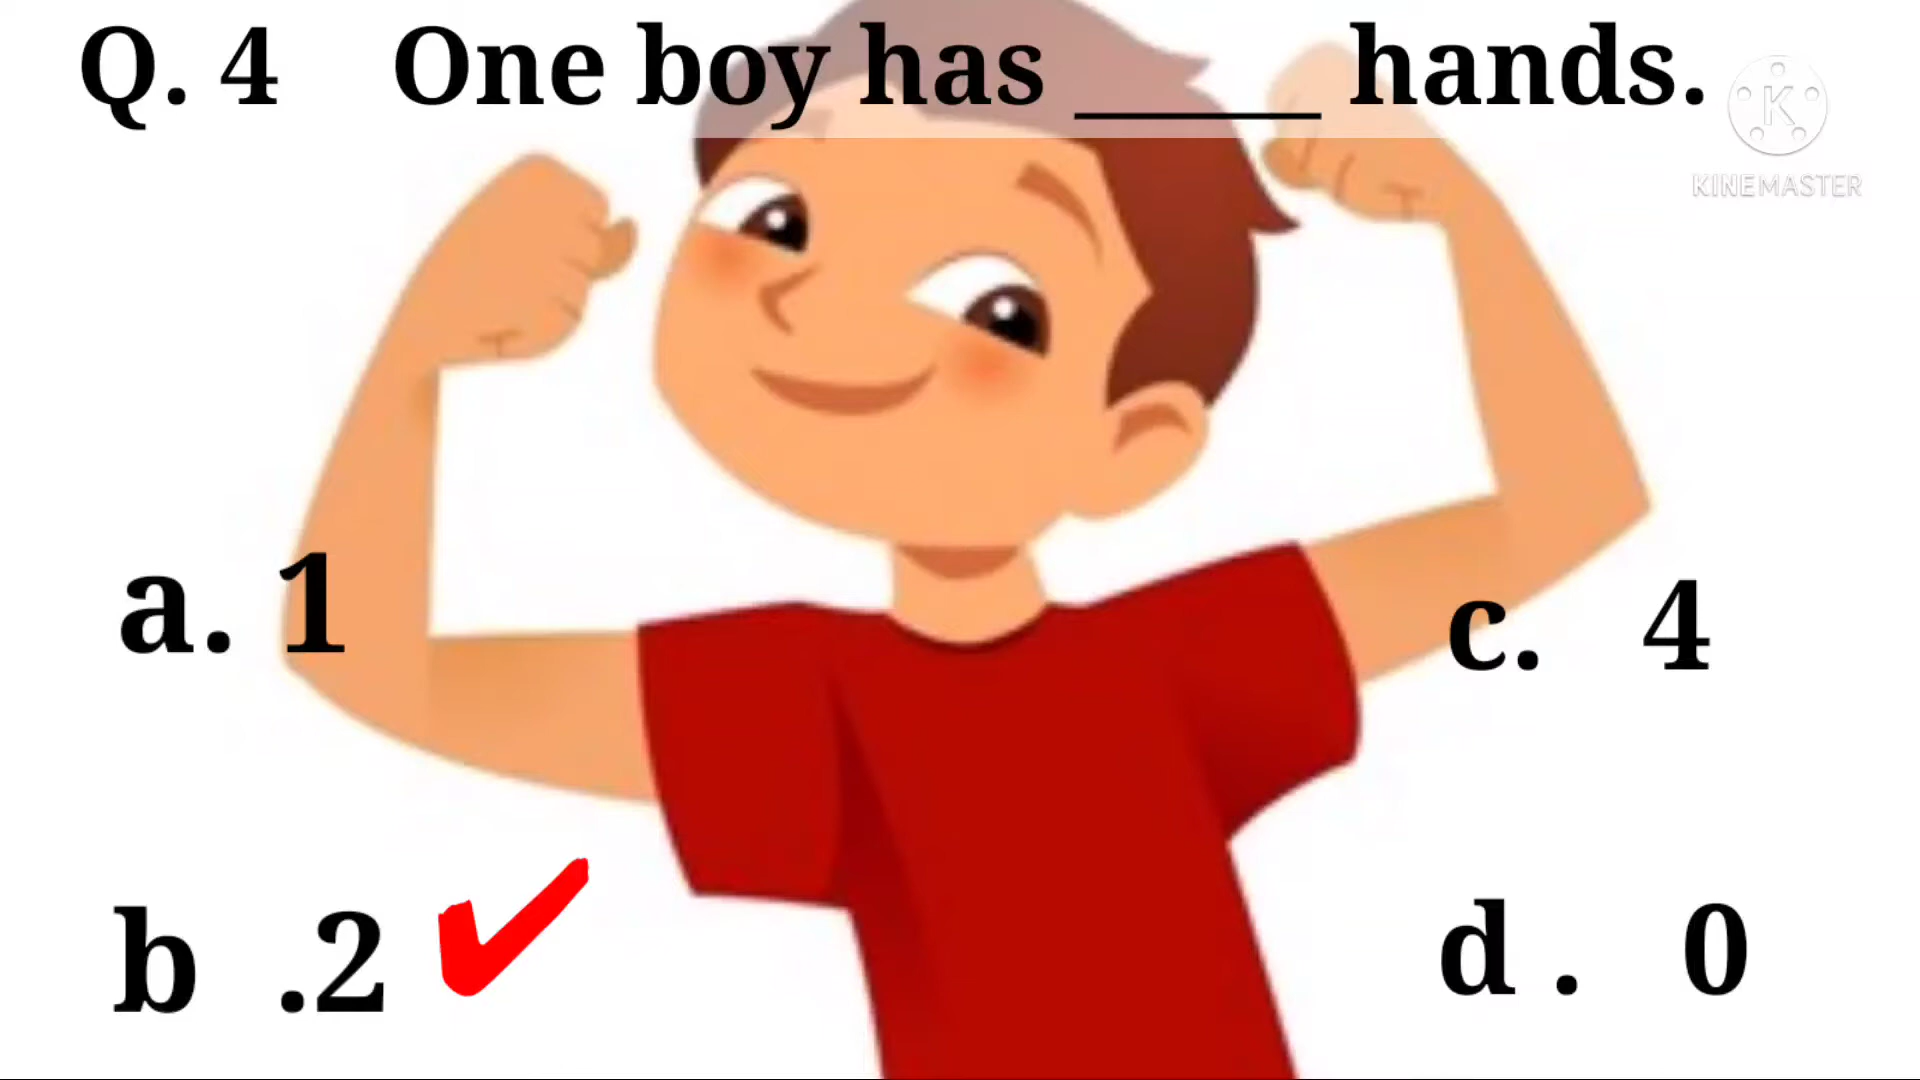 Q. 4 One boy has _____ hands.
KINEMASTER
a. 1
c. 4
b .2
d . 0